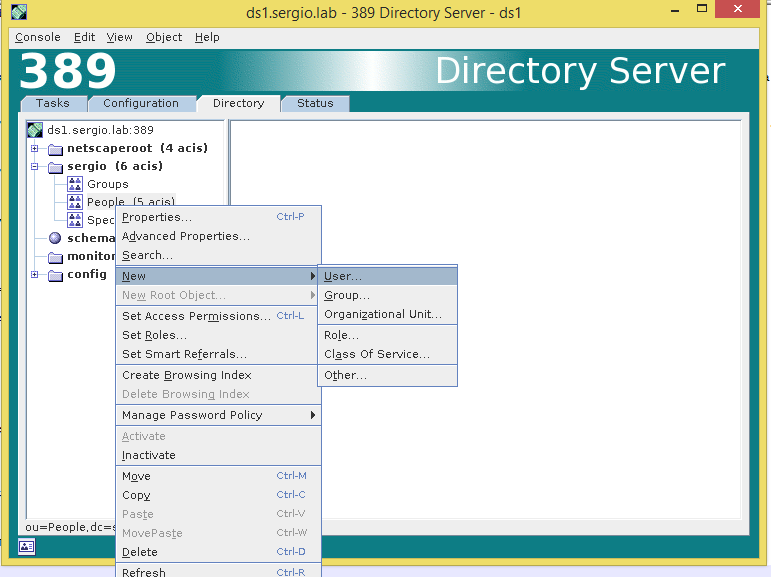 ds1.sergio.lab - 389 Directory Server - ds1
Console Edit View Object Help
389 Directory Server
Tasks Configuration Directory Status
ds1.sergio.lab:389
netscaperoot (4 acis)
sergio (6 acis)
Groups
People (5 acis)
Spec
schema
monitor
config
Properties... Ctrl-P
Advanced Properties...
Search...
New
New Root Object...
Set Access Permissions... Ctrl-L
Set Roles...
Set Smart Referrals...
Create Browsing Index
Delete Browsing Index
Manage Password Policy
Activate
Inactivate
Move Ctrl-M
Copy Ctrl-C
Paste Ctrl-V
MovePaste Ctrl-W
Delete Ctrl-D
Refresh Ctrl-R
User...
Group...
Organizational Unit...
Role...
Class Of Service...
Other...
ou=People,dc=s